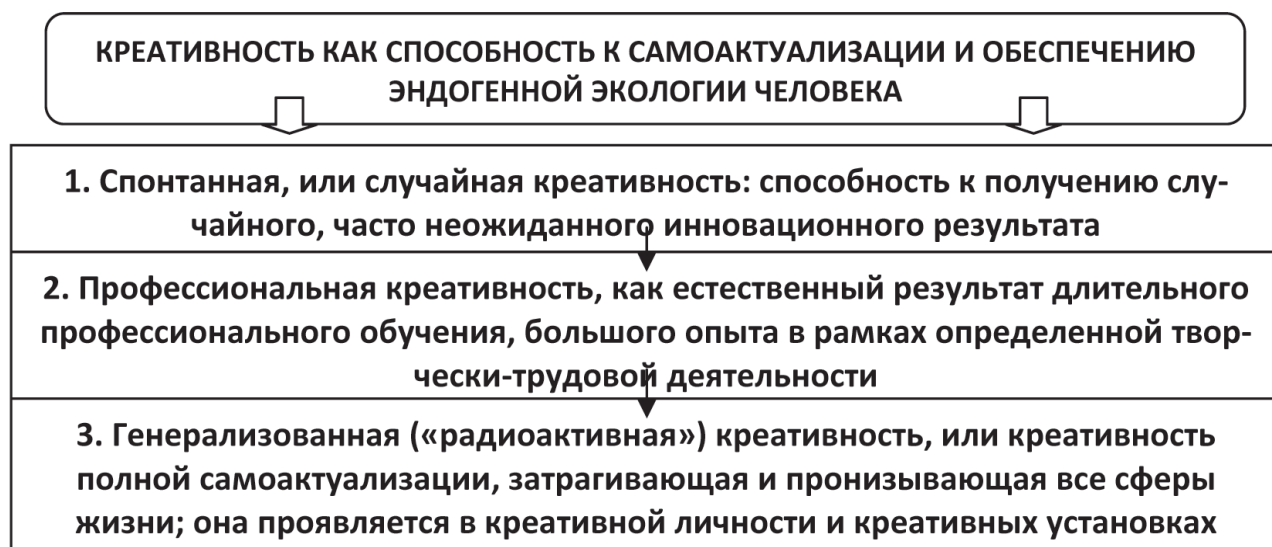 КРЕАТИВНОСТЬ КАК СПОСОБНОСТЬ К САМОАКТУАЛИЗАЦИИ И ОБЕСПЕЧЕНИЮ
ЭНДОГЕННОЙ ЭКОЛОГИИ ЧЕЛОВЕКА
1. Спонтанная, или случайная креативность: способность к получению слу-
чайного, часто неожиданного инновационного результата
2. Профессиональная креативность, как естественный результат длительного
профессионального обучения, большого опыта в рамках определенной твор-
чески-трудовой деятельности
3. Генерализованная («радиоактивная») креативность, или креативность
полной самоактуализации, затрагивающая и пронизывающая все сферы
жизни; она проявляется в креативной личности и креативных установках